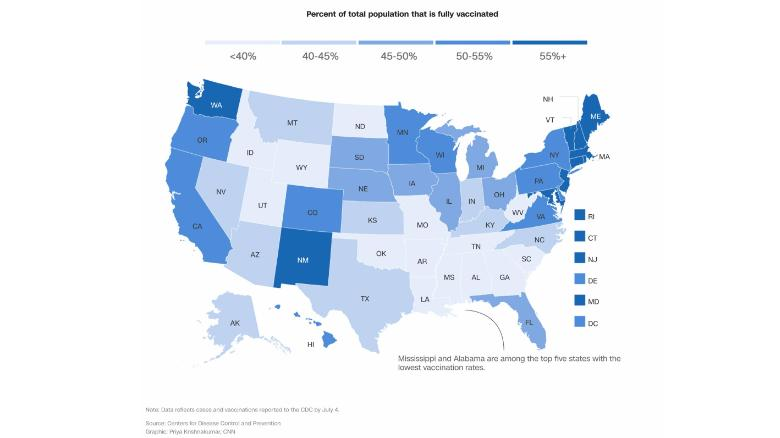 Percent of total population that is fully vaccinated
<40%
40-45%
45-50%
50-55%
55%+
WA
MT
ND
MN
OR
ID
WY
SD
WI
MI
NH
VT
ME
MA
NY
NV
UT
CO
NE
IA
IL
IN
OH
PA
CA
AZ
NM
KS
MO
KY
WV
VA
OK
AR
TN
NC
SC
TX
LA
MS
AL
GA
FL
AK
HI
RI
CT
NJ
DE
MD
DC
Mississippi and Alabama are among the top five states with the
lowest vaccination rates.
Note: Data reflects cases and vaccinations reported to the CDC by July 4.
Source: Centers for Disease Control and Prevention
Graphic: Priya Krishnakumar, CNN